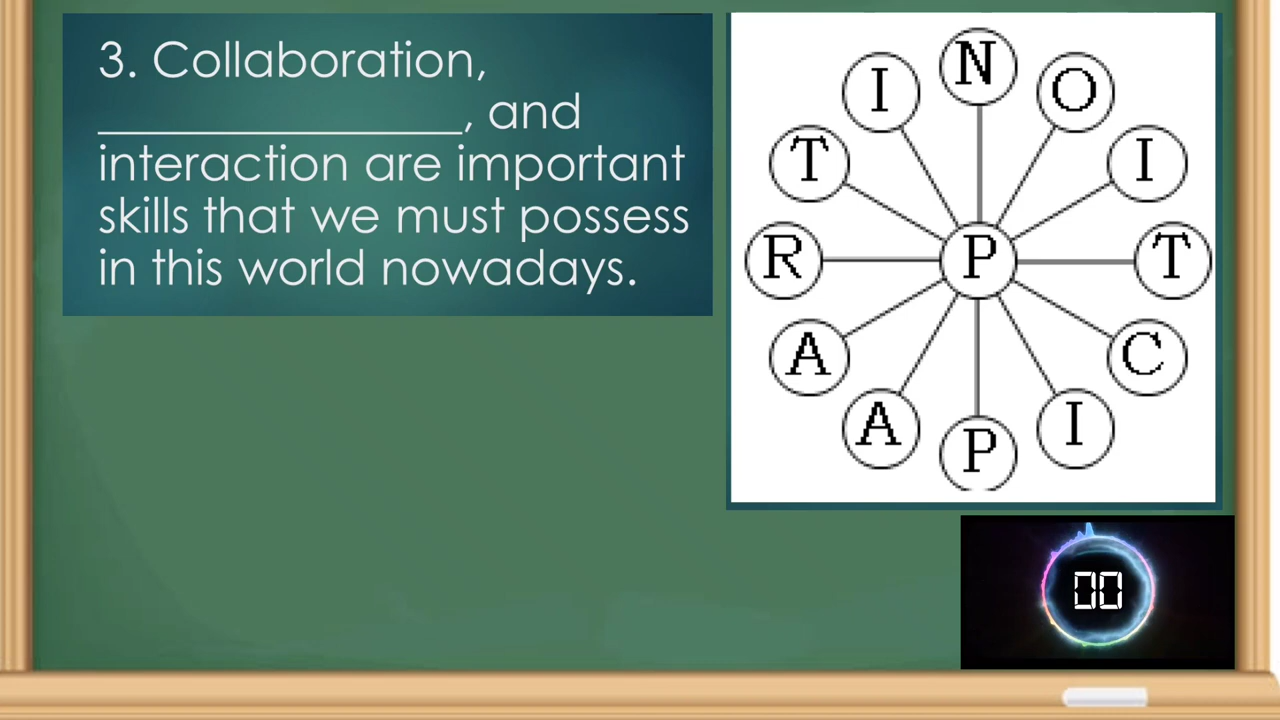 3. Collaboration,
_______________, and
interaction are important
skills that we must possess
in this world nowadays.
N
I
O
T
I
R
P
T
A
C
A
I
P
00